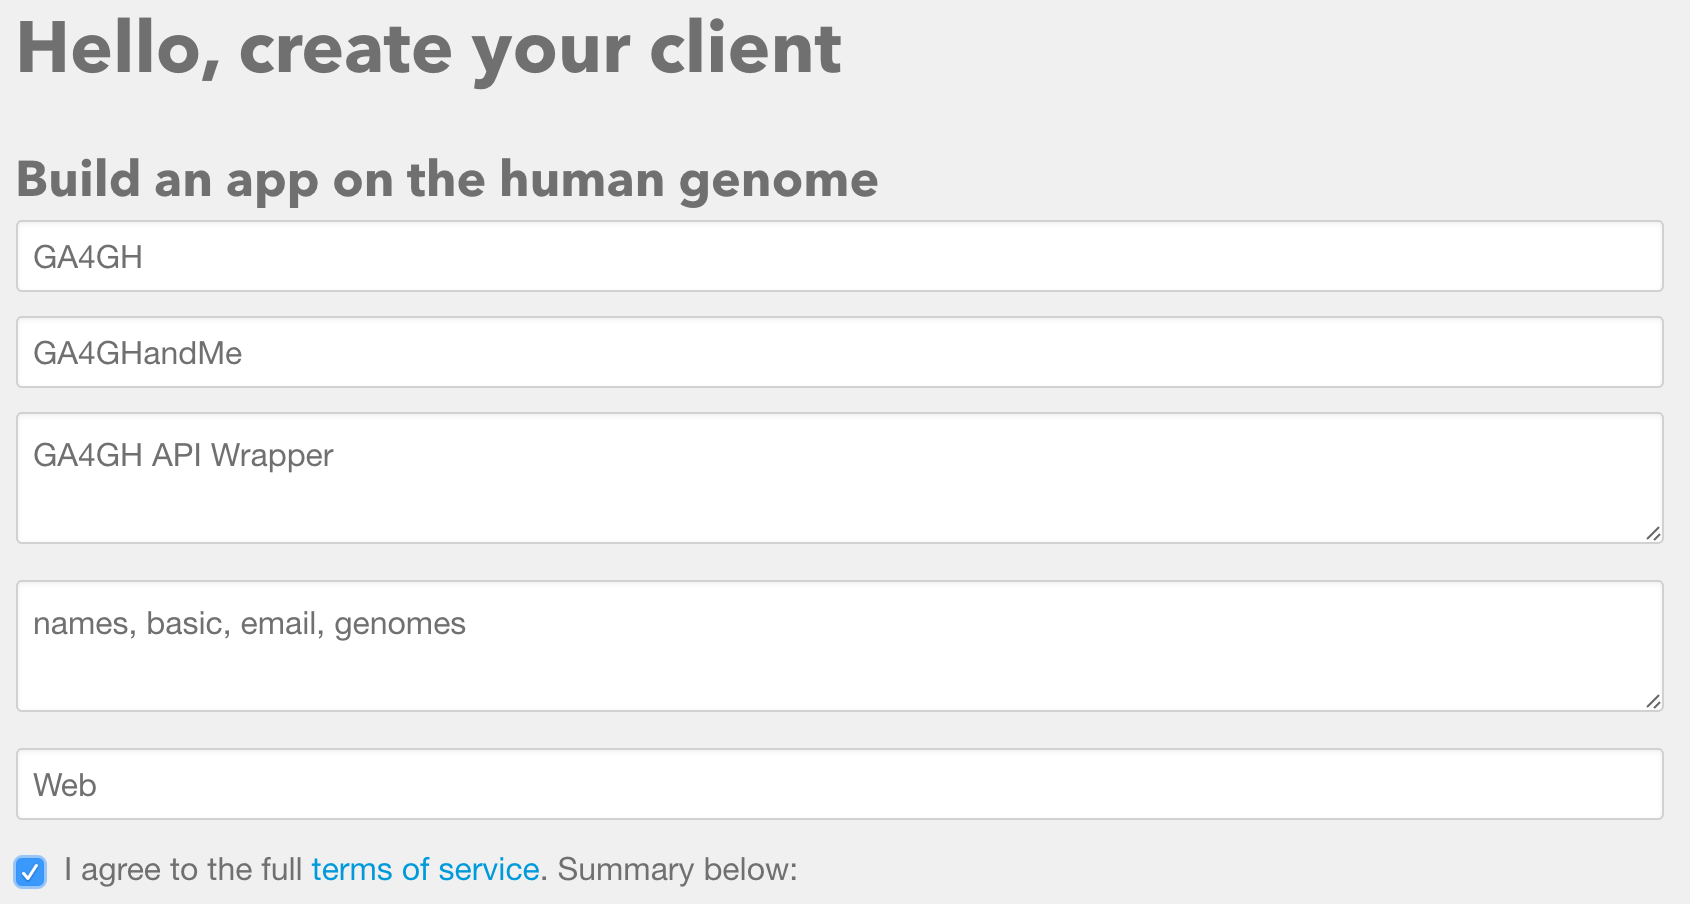 Hello, create your client
Build an app on the human genome
GA4GH
GA4GHandMe
GA4GH API Wrapper
names, basic, email, genomes
Web
I agree to the full terms of service. Summary below: